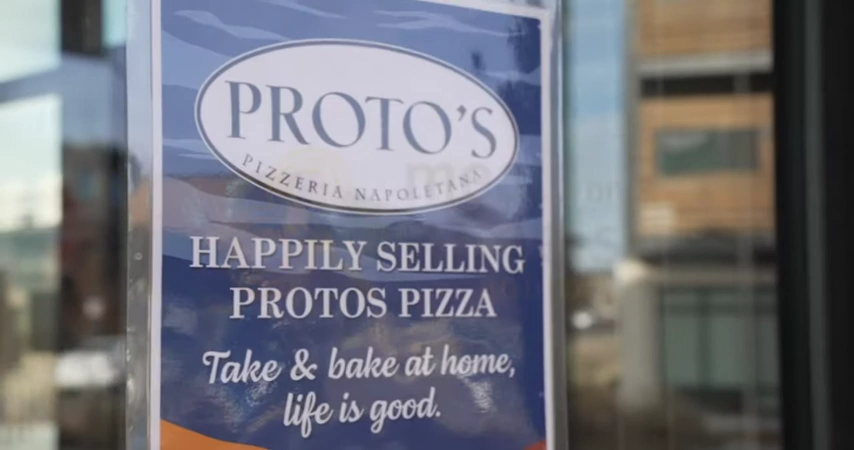 PROTO'S
PIZZERIA NAPOLETANA
HAPPILY SELLING
PROTOS PIZZA
Take & bake at home,
life is good.